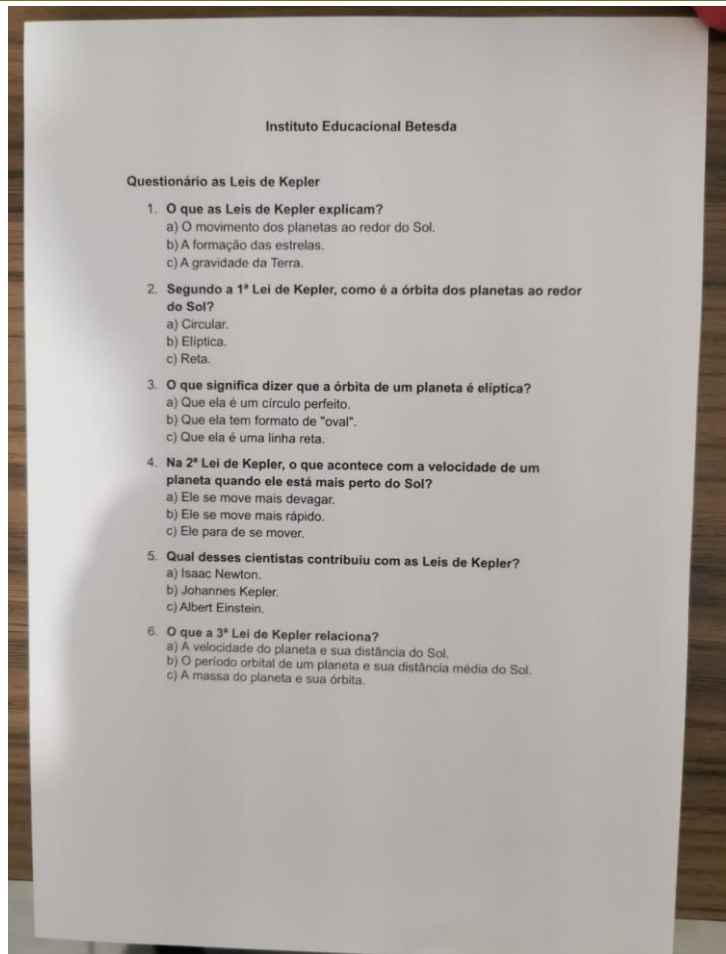 Instituto Educacional Betesda
Questionário as Leis de Kepler
1. O que as Leis de Kepler explicam?
a) O movimento dos planetas ao redor do Sol.
b) A formação das estrelas.
c) A gravidade da Terra.
2. Segundo a 1ª Lei de Kepler, como é a órbita dos planetas ao redor
do Sol?
a) Circular.
b) Elíptica.
c) Reta.
3. O que significa dizer que a órbita de um planeta é elíptica?
a) Que ela é um círculo perfeito.
b) Que ela tem formato de "oval".
c) Que ela é uma linha reta.
4. Na 2ª Lei de Kepler, o que acontece com a velocidade de um
planeta quando ele está mais perto do Sol?
a) Ele se move mais devagar.
b) Ele se move mais rápido.
c) Ele para de se mover.
5. Qual desses cientistas contribuiu com as Leis de Kepler?
a) Isaac Newton.
b) Johannes Kepler.
c) Albert Einstein.
6. O que a 3ª Lei de Kepler relaciona?
a) A velocidade do planeta e sua distância do Sol.
b) O período orbital de um planeta e sua distância média do Sol.
c) A massa do planeta e sua órbita.